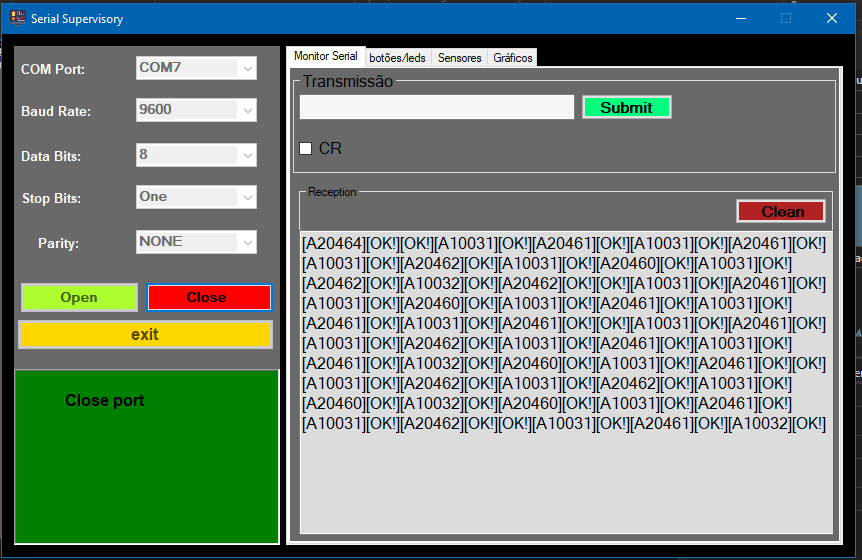 Serial Supervisory
COM Port:
COM7
Baud Rate:
9600
Data Bits:
8
Stop Bits:
One
Parity:
NONE
Open
Close
exit
Close port
Monitor Serial
botões/leds
Sensores
Gráficos
Transmissão
Submit
CR
Reception
Clean
[A20464][OK!][OK!][A10031][OK!][A20461][OK!][A10031][OK!][A20461][OK!]
[A10031][OK!][A20462][OK!][A10031][OK!][A20460][OK!][A10031][OK!]
[A20462][OK!][A10032][OK!][A20462][OK!][OK!][A10031][OK!][A20461][OK!]
[A10031][OK!][A20460][OK!][A10031][OK!][A20461][OK!][A10031][OK!]
[A20461][OK!][A10031][OK!][A20461][OK!][OK!][A10031][OK!][A20461][OK!]
[A10031][OK!][A20462][OK!][A10031][OK!][A20461][OK!][A10031][OK!]
[A20461][OK!][A10032][OK!][A20460][OK!][A10031][OK!][A20461][OK!][OK!]
[A10031][OK!][A20462][OK!][A10031][OK!][A20462][OK!][A10031][OK!]
[A20460][OK!][A10032][OK!][A20460][OK!][A10031][OK!][A20461][OK!]
[A10031][OK!][A20462][OK!][OK!][A10031][OK!][A20461][OK!][A10032][OK!]